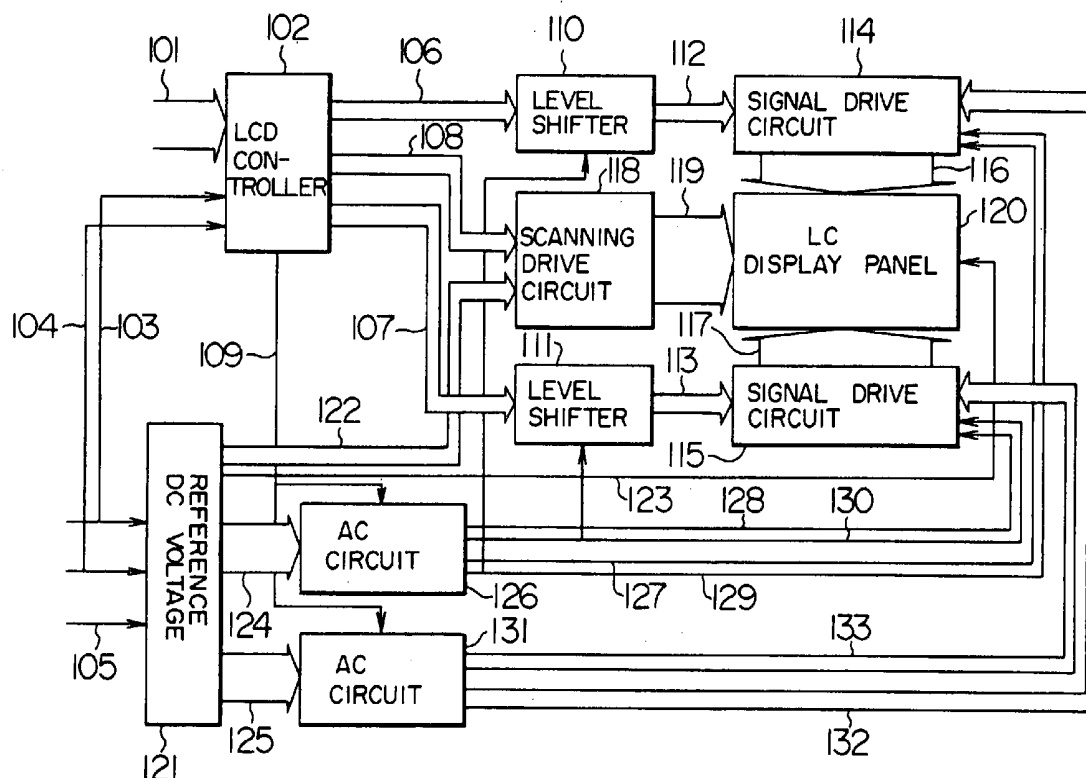 101
102
106
110
112
114
LCD
CON-
TROLLER
108
LEVEL
SHIFTER
118
119
SIGNAL DRIVE
CIRCUIT
116
120
SCANNING
DRIVE
CIRCUIT
LC
DISPLAY PANEL
104
103
109
107
111
113
117
LEVEL
SHIFTER
SIGNAL DRIVE
CIRCUIT
115
122
123
128
130
REFERENCE
DC VOLTAGE
AC
CIRCUIT
124
126
127
129
105
131
133
AC
CIRCUIT
125
132
121